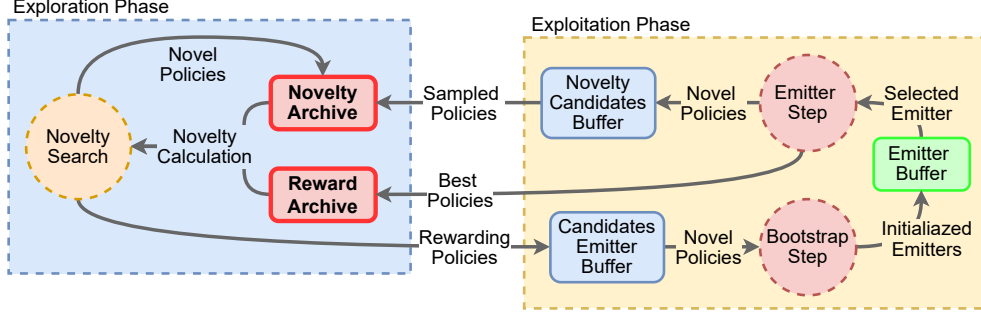 Exploration Phase
Novel
Policies
Novelty
Archive
Novelty
Search
Novelty
Calculation
Reward
Archive
Sampled
Policies
Best
Policies
Rewarding
Policies
Exploitation Phase
Novelty
Candidates
Buffer
Novel
Policies
Emitter
Step
Selected
Emitter
Emitter
Buffer
Candidates
Emitter
Buffer
Novel
Policies
Bootstrap
Step
Initialiazed
Emitters